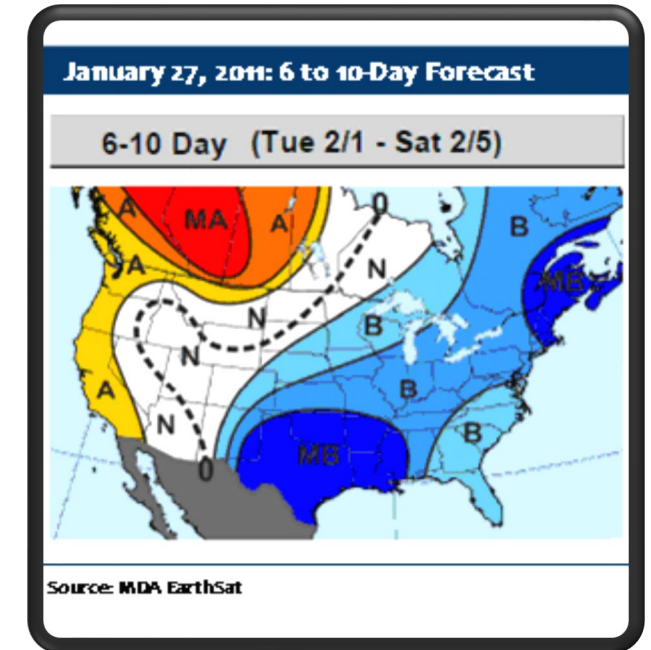 January 27, 2011: 6 to 10-Day Forecast
6-10 Day (Tue 2/1 - Sat 2/5)
A
MA
A
0
B
A
N
MB
N
B
N
A
B
N
B
MB
0
Source: MDA EarthSat